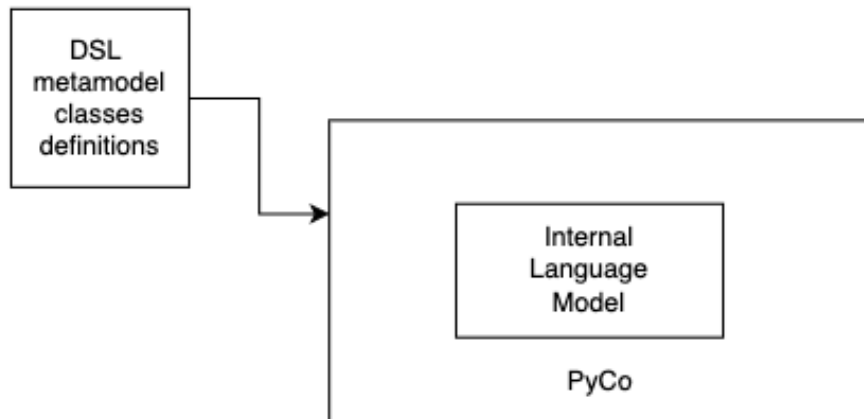 DSL
metamodel
classes
definitions
Internal
Language
Model
PyCo